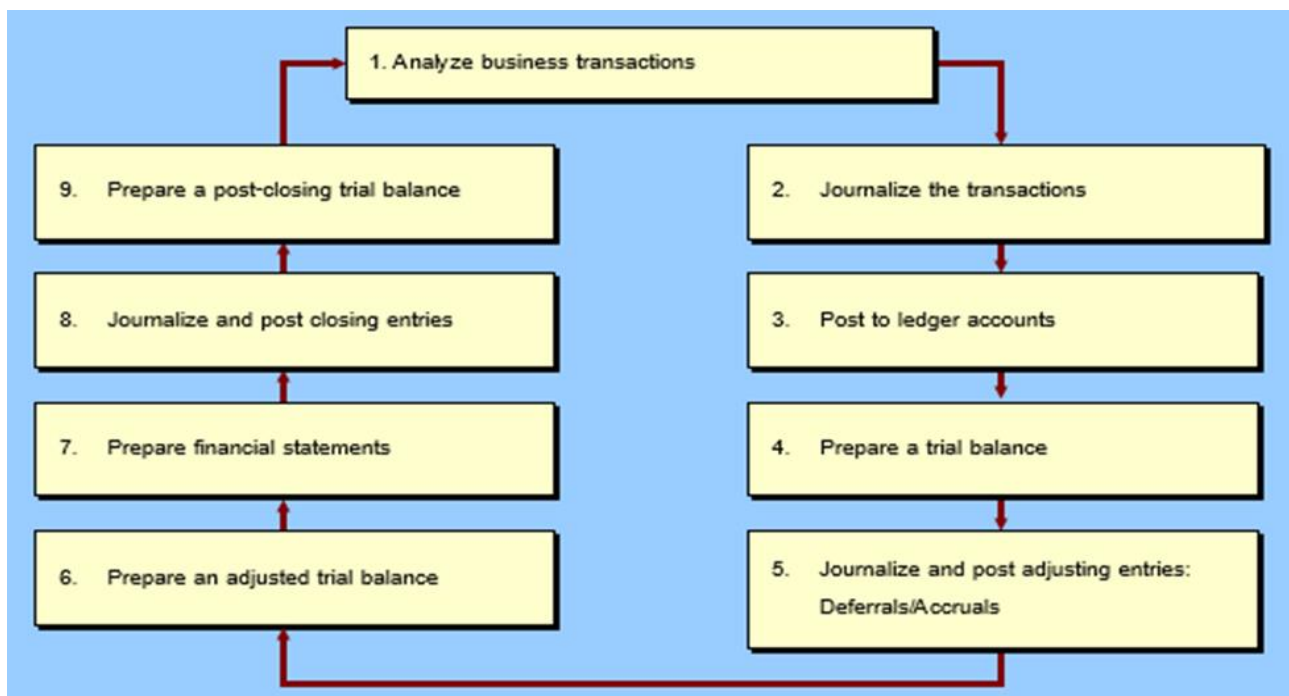 1. Analyze business transactions
2. Journalize the transactions
3. Post to ledger accounts
4. Prepare a trial balance
5. Journalize and post adjusting entries:
Deferrals/Accruals
6. Prepare an adjusted trial balance
7. Prepare financial statements
8. Journalize and post closing entries
9. Prepare a post-closing trial balance